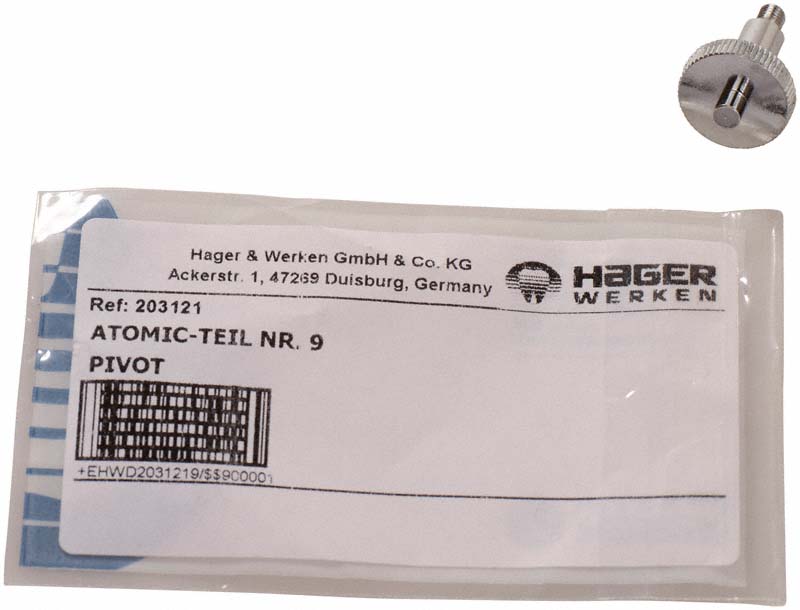 Hager & Werken GmbH & Co. KG
Ackerstr. 1, 47269 Duisburg, Germany
HAGER
WERKEN
Ref: 203121
ATOMIC-TEIL NR. 9
PIVOT
+EHWD2031219/$$900001